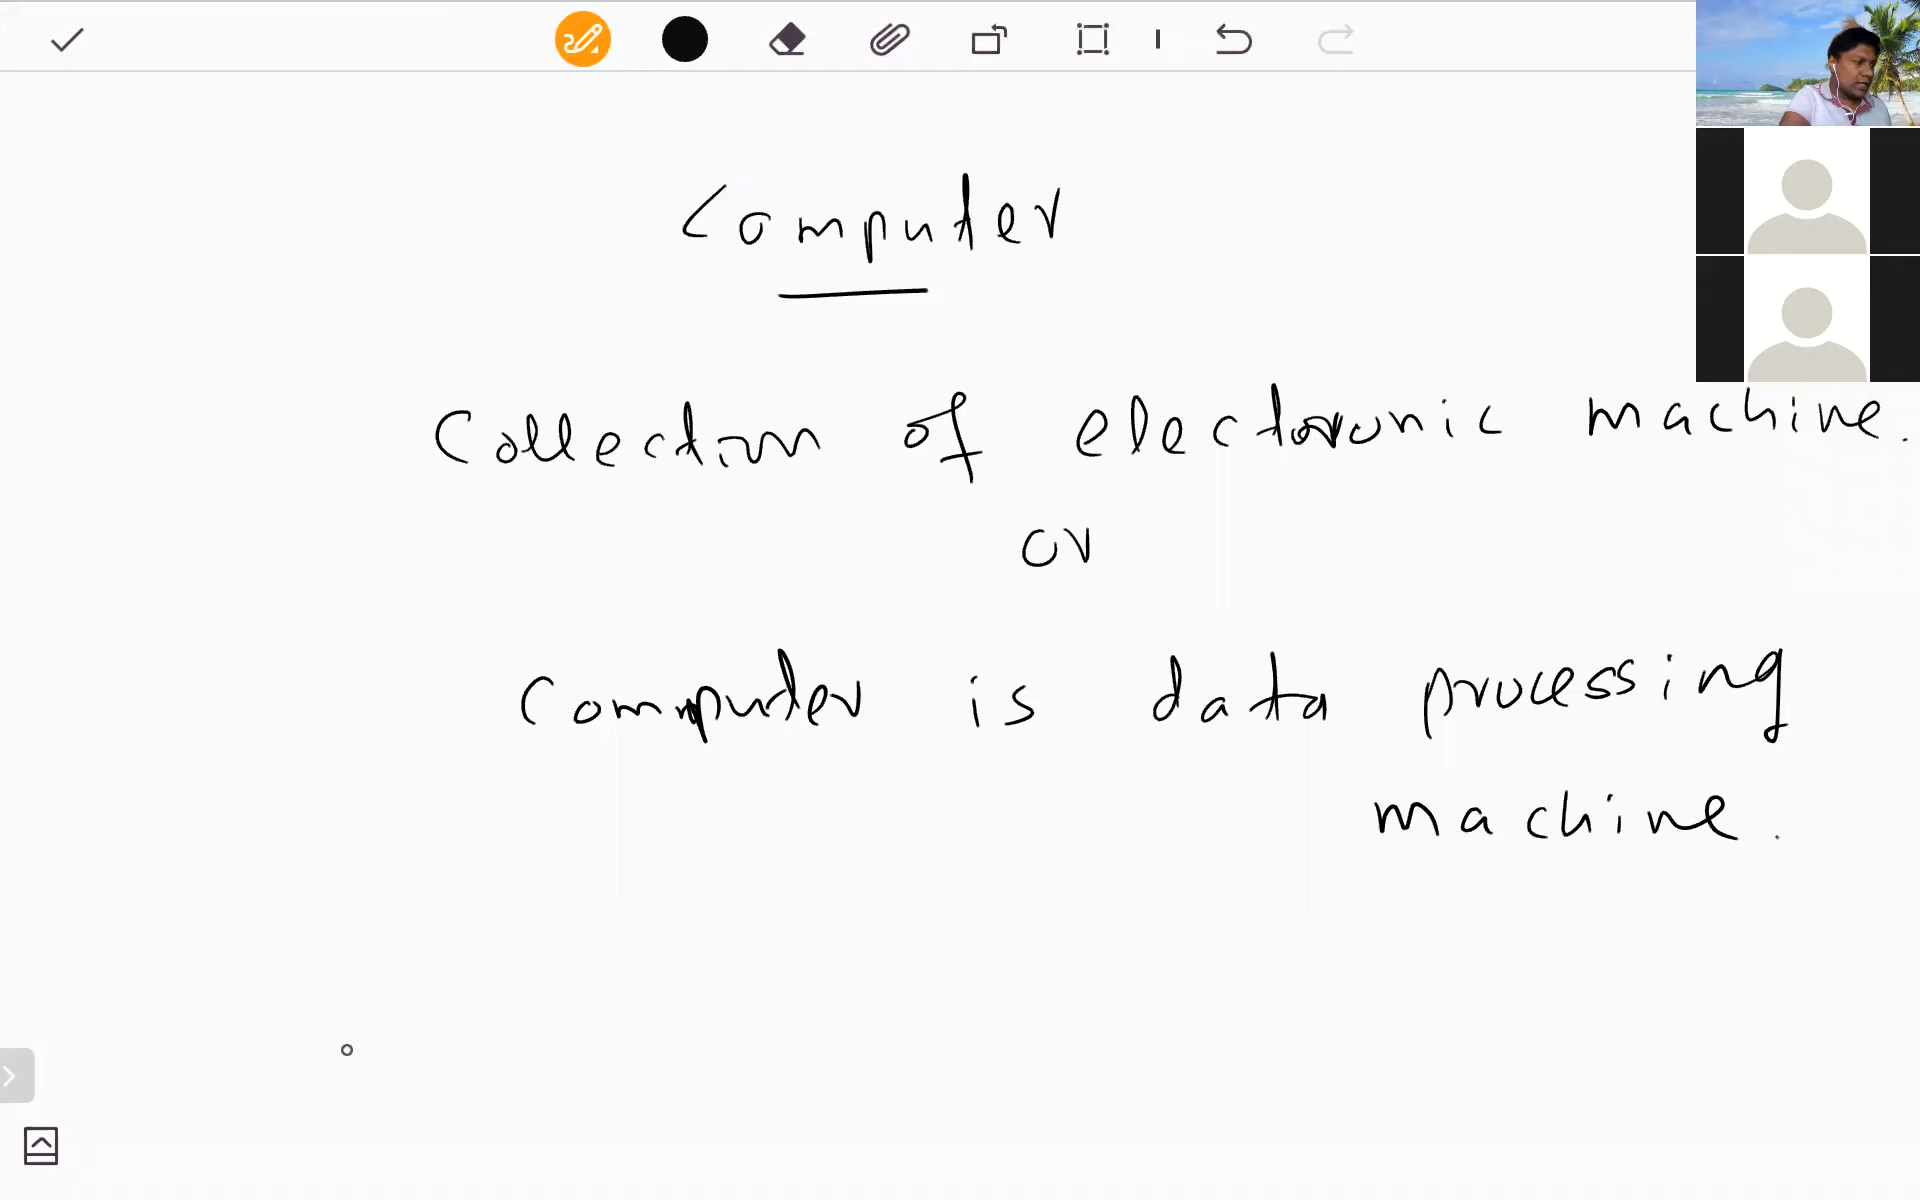 Computer
Collection of electronic machine.
or
Computer is data processing
machine.